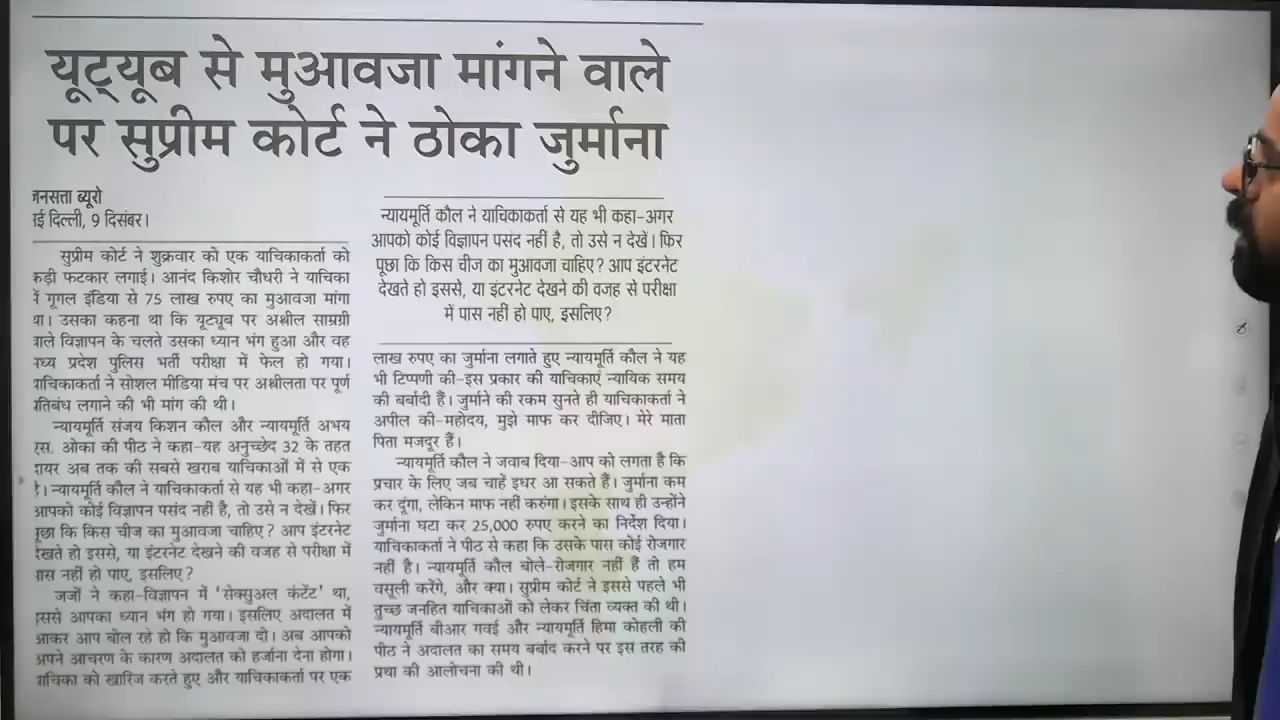 यूट्यूब से मुआवजा मांगने वाले
पर सुप्रीम कोर्ट ने ठोका जुर्माना
जनसत्ता ब्यूरो
ई दिल्ली, 9 दिसंबर।
सुप्रीम कोर्ट ने शुक्रवार को एक याचिकाकर्ता को
कड़ी फटकार लगाई। आनंद किशोर चौधरी ने याचिका
में गूगल इंडिया से 75 लाख रुपए का मुआवजा मांगा
था। उसका कहना था कि यूट्यूब पर अश्लील सामग्री
वाले विज्ञापन के चलते उसका ध्यान भंग हुआ और वह
मध्य प्रदेश पुलिस भर्ती परीक्षा में फेल हो गया।
याचिकाकर्ता ने सोशल मीडिया मंच पर अश्लीलता पर पूर्ण
तिबंध लगाने की भी मांग की थी।
न्यायमूर्ति संजय किशन कौल और न्यायमूर्ति अभय
एस. ओका की पीठ ने कहा-यह अनुच्छेद 32 के तहत
दायर अब तक की सबसे खराब याचिकाओं में से एक
है। न्यायमूर्ति कौल ने याचिकाकर्ता से यह भी कहा-अगर
आपको कोई विज्ञापन पसंद नहीं है, तो उसे न देखें। फिर
पूछा कि किस चीज का मुआवजा चाहिए? आप इंटरनेट
देखते हो इससे, या इंटरनेट देखने की वजह से परीक्षा में
पास नहीं हो पाए, इसलिए?
जजों ने कहा-विज्ञापन में 'सेक्सुअल कंटेंट' था,
इससे आपका ध्यान भंग हो गया। इसलिए अदालत में
आकर आप बोल रहे हो कि मुआवजा दो। अब आपको
अपने आचरण के कारण अदालत को हर्जाना देना होगा।
याचिका को खारिज करते हुए और याचिकाकर्ता पर एक
न्यायमूर्ति कौल ने याचिकाकर्ता से यह भी कहा-अगर
आपको कोई विज्ञापन पसंद नहीं है, तो उसे न देखें। फिर
पूछा कि किस चीज का मुआवजा चाहिए? आप इंटरनेट
देखते हो इससे, या इंटरनेट देखने की वजह से परीक्षा
में पास नहीं हो पाए, इसलिए?
लाख रुपए का जुर्माना लगाते हुए न्यायमूर्ति कौल ने यह
भी टिप्पणी की-इस प्रकार की याचिकाएं न्यायिक समय
की बर्बादी हैं। जुर्माने की रकम सुनते ही याचिकाकर्ता ने
अपील की-महोदय, मुझे माफ कर दीजिए। मेरे माता
पिता मजदूर हैं।
न्यायमूर्ति कौल ने जवाब दिया-आप को लगता है कि
प्रचार के लिए जब चाहें इधर आ सकते हैं। जुर्माना कम
कर दूंगा, लेकिन माफ नहीं करुंगा। इसके साथ ही उन्होंने
जुर्माना घटा कर 25,000 रुपए करने का निर्देश दिया।
याचिकाकर्ता ने पीठ से कहा कि उसके पास कोई रोजगार
नहीं है। न्यायमूर्ति कौल बोले-रोजगार नहीं हैं तो हम
वसूली करेंगे, और क्या। सुप्रीम कोर्ट ने इससे पहले भी
तुच्छ जनहित याचिकाओं को लेकर चिंता व्यक्त की थी।
न्यायमूर्ति बीआर गवई और न्यायमूर्ति हिमा कोहली की
पीठ ने अदालत का समय बर्बाद करने पर इस तरह की
प्रथा की आलोचना की थी।